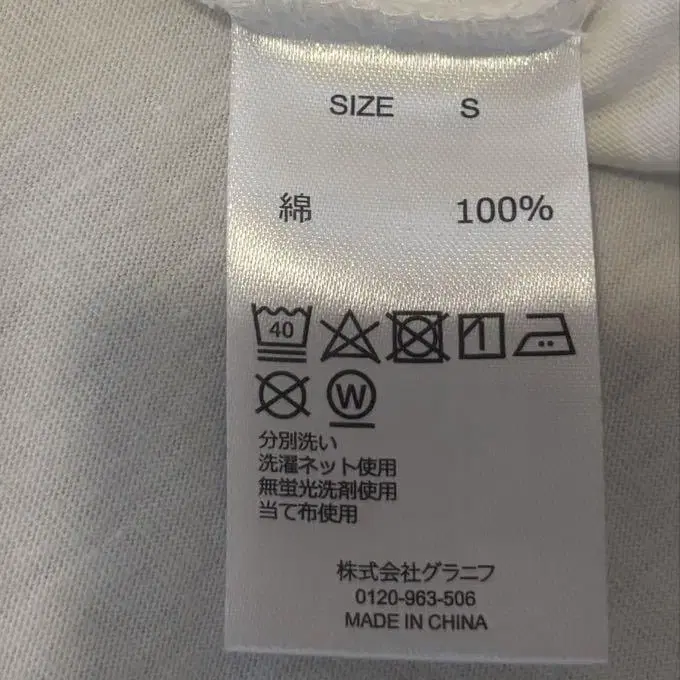 SIZE S
綿 100%
40
W
分別洗い
洗濯ネット使用
無蛍光洗剤使用
当て布使用
株式会社グラニフ
0120-963-506
MADE IN CHINA